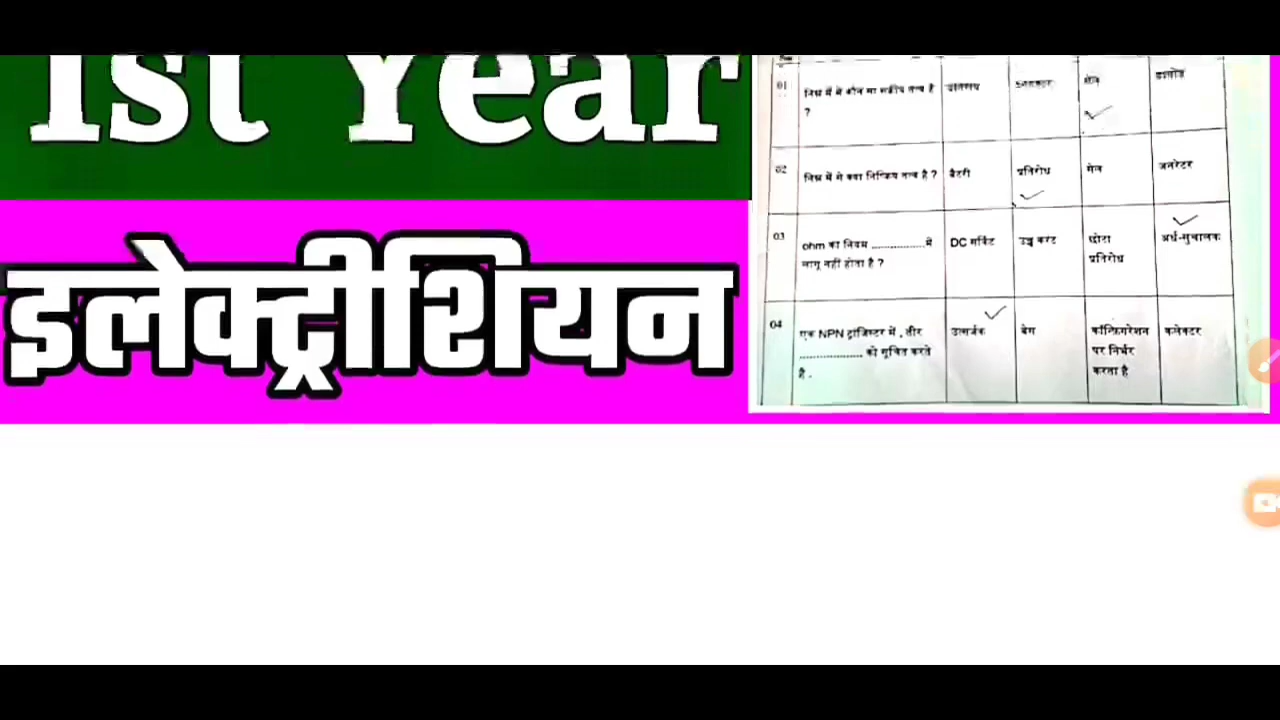 1st Year
इलेक्ट्रीशियन
01
निम्न में से कौन सा सक्रीय तत्व है
?
सेल
02
निम्न में से क्या निष्क्रिय तत्व है ?
बैटरी
प्रतिरोध
सेल
जनरेटर
03
ohm का नियम .................में
लागू नहीं होता है ?
DC सर्किट
उच्च करंट
छोटा
प्रतिरोध
अर्ध-सुचालक
04
एक NPN ट्रांजिस्टर में , तीर
.................... को सूचित करते
है .
उत्सर्जक
बेस
कॉन्फ़िगरेशन
पर निर्भर
करता है
कलेक्टर